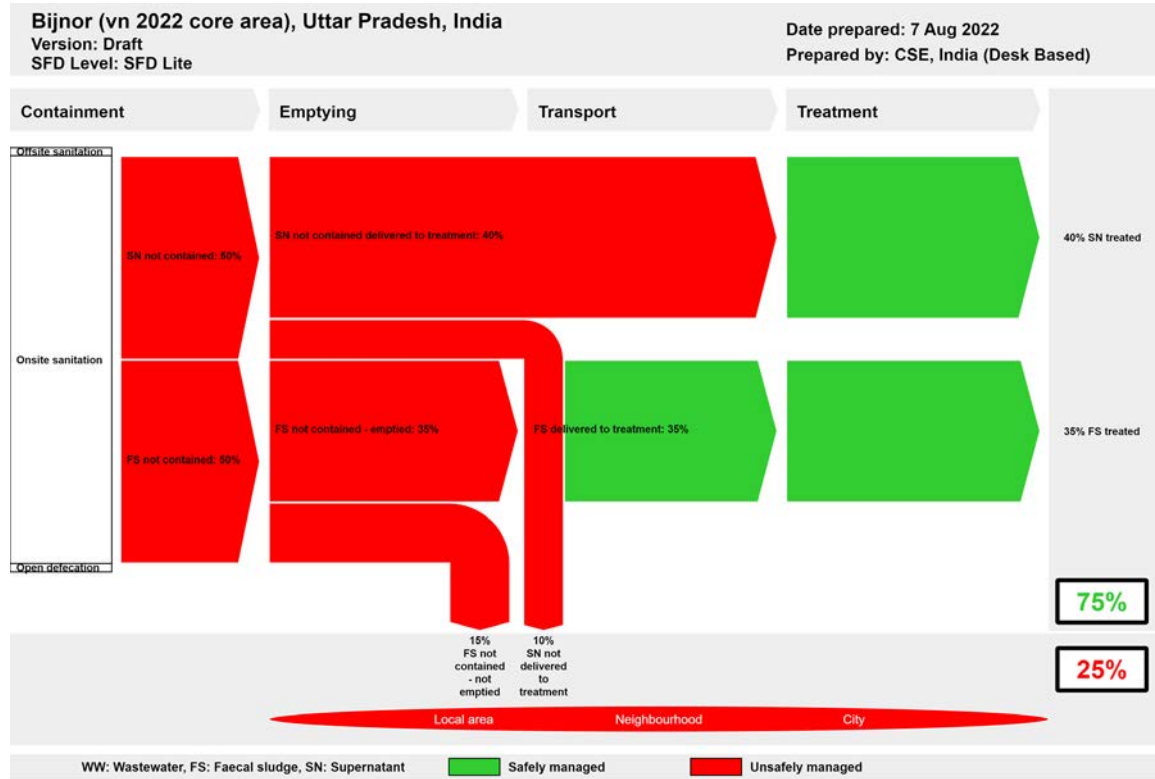 Bijnor (vn 2022 core area), Uttar Pradesh, India
Version: Draft
SFD Level: SFD Lite
Date prepared: 7 Aug 2022
Prepared by: CSE, India (Desk Based)
Containment
Emptying
Transport
Treatment
Offsite sanitation
SN not contained delivered to treatment: 40%
40% SN treated
SN not contained: 50%
Onsite sanitation
FS not contained - emptied: 35%
FS delivered to treatment: 35%
35% FS treated
FS not contained: 50%
Open defecation
75%
15%
FS not
contained
- not
emptied
10%
SN not
delivered
to
treatment
25%
Local area
Neighbourhood
City
WW: Wastewater, FS: Faecal sludge, SN: Supernatant
Safely managed
Unsafely managed